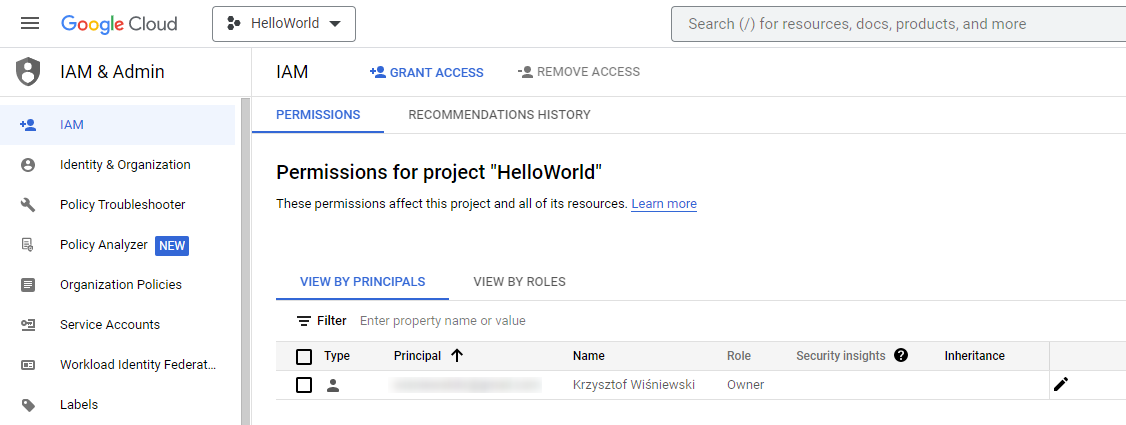 Google Cloud
HelloWorld
Search (/) for resources, docs, products, and more
IAM & Admin
IAM
GRANT ACCESS
REMOVE ACCESS
IAM
Identity & Organization
Policy Troubleshooter
Policy Analyzer NEW
Organization Policies
Service Accounts
Workload Identity Federat...
Labels
PERMISSIONS
RECOMMENDATIONS HISTORY
Permissions for project "HelloWorld"
These permissions affect this project and all of its resources. Learn more
VIEW BY PRINCIPALS
VIEW BY ROLES
Filter Enter property name or value
Type Principal Name Role Security insights ? Inheritance
Krzysztof Wiśniewski Owner